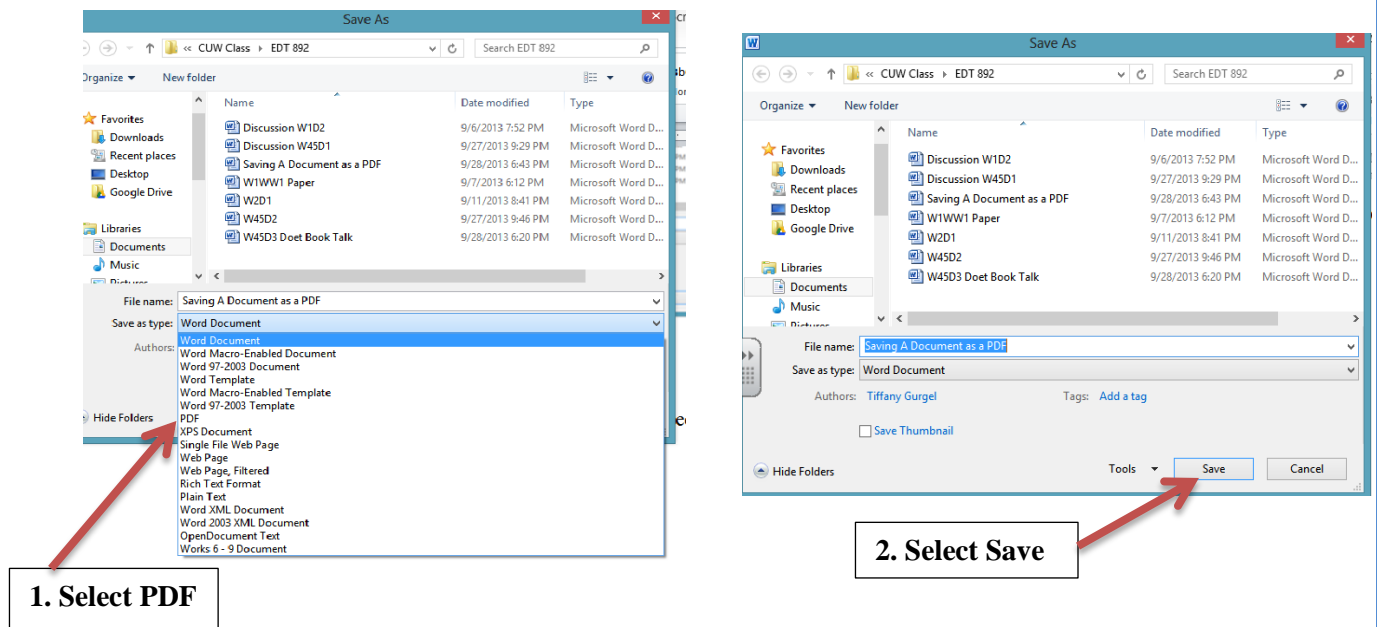 Save As
« CUW Class ▸ EDT 892
Search EDT 892
Organize
New folder
Name
Date modified
Type
Favorites
Downloads
Recent places
Desktop
Google Drive
Libraries
Documents
Music
Pictures
Discussion W1D2 9/6/2013 7:52 PM Microsoft Word D...
Discussion W45D1 9/27/2013 9:29 PM Microsoft Word D...
Saving A Document as a PDF 9/28/2013 6:43 PM Microsoft Word D...
W1WW1 Paper 9/7/2013 6:12 PM Microsoft Word D...
W2D1 9/11/2013 8:41 PM Microsoft Word D...
W45D2 9/27/2013 9:46 PM Microsoft Word D...
W45D3 Doet Book Talk 9/28/2013 6:20 PM Microsoft Word D...
File name: Saving A Document as a PDF
Save as type: Word Document
Authors:
Word Document
Word Macro-Enabled Document
Word 97-2003 Document
Word Template
Word Macro-Enabled Template
Word 97-2003 Template
PDF
XPS Document
Single File Web Page
Web Page
Web Page, Filtered
Rich Text Format
Plain Text
Word XML Document
Word 2003 XML Document
OpenDocument Text
Works 6 - 9 Document
Hide Folders
1. Select PDF
Save As
« CUW Class ▸ EDT 892
Search EDT 892
Organize
New folder
Name
Date modified
Type
Favorites
Downloads
Recent places
Desktop
Google Drive
Libraries
Documents
Music
Pictures
Discussion W1D2 9/6/2013 7:52 PM Microsoft Word D...
Discussion W45D1 9/27/2013 9:29 PM Microsoft Word D...
Saving A Document as a PDF 9/28/2013 6:43 PM Microsoft Word D...
W1WW1 Paper 9/7/2013 6:12 PM Microsoft Word D...
W2D1 9/11/2013 8:41 PM Microsoft Word D...
W45D2 9/27/2013 9:46 PM Microsoft Word D...
W45D3 Doet Book Talk 9/28/2013 6:20 PM Microsoft Word D...
File name: Saving A Document as a PDF
Save as type: Word Document
Authors: Tiffany Gurgel
Tags: Add a tag
Save Thumbnail
Hide Folders
Tools
Save
Cancel
2. Select Save